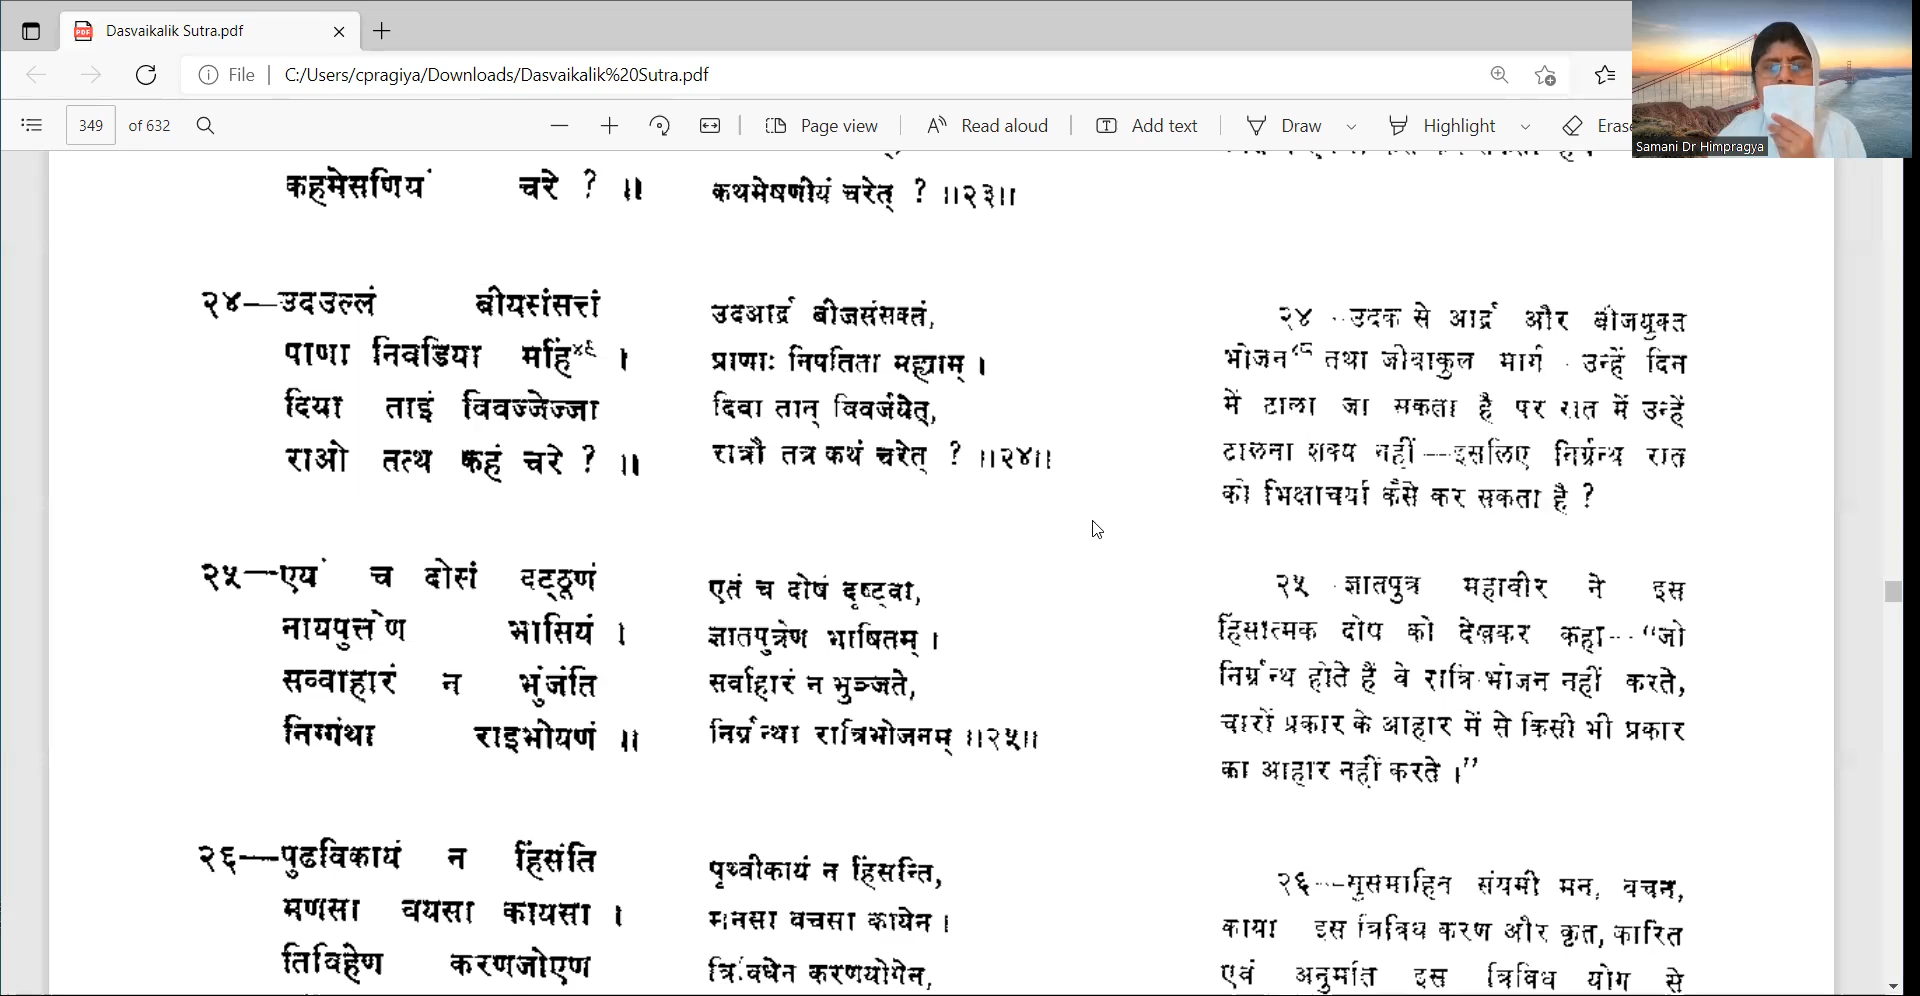 Dasvaikalik Sutra.pdf
File
C:/Users/cpragiya/Downloads/Dasvaikalik%20Sutra.pdf
349 of 632
Page view
Read aloud
Add text
Draw
Highlight
Eras
Samani Dr Himpragya
कहमेसणियं चरे ? ॥
कथमेषणीयं चरेत् ? ॥२३॥
२४—उदउल्लं बीयसंसत्तं
पाणा निवडिया महिं४६ ।
दिया ताइं विवज्जेज्जा
राओ तत्थ कहं चरे ? ॥
उदआर्द्रं बीजसंसक्तं,
प्राणाः निपतिता मह्याम् ।
दिवा तान् विवर्जयेत्,
रात्रौ तत्र कथं चरेत् ? ॥२४॥
२४ -उदक से आर्द्र और बीजयुक्त
भोजन तथा जीवाकुल मार्ग - उन्हें दिन
में टाला जा सकता है पर रात में उन्हें
टालना शक्य नहीं—इसलिए निर्ग्रन्थ रात
को भिक्षाचर्या कैसे कर सकता है ?
२५—एयं च दोसं दट्ठूणं
नायपुत्तेण भासियं ।
सव्वाहारं न भुंजंति
निग्गंथा राइभोयणं ॥
एतं च दोषं दृष्ट्वा,
ज्ञातपुत्रेण भाषितम् ।
सर्वाहारं न भुञ्जते,
निर्ग्रन्था रात्रिभोजनम् ॥२५॥
२५ -ज्ञातपुत्र महावीर ने इस
हिंसात्मक दोष को देखकर कहा—“जो
निर्ग्रन्थ होते हैं वे रात्रि-भोजन नहीं करते,
चारों प्रकार के आहार में से किसी भी प्रकार
का आहार नहीं करते ।”
२६—पुढविकायं न हिंसंति
मणसा वयसा कायसा ।
तिविहेण करणजोएण
पृथ्वीकायं न हिंसन्ति,
मनसा वचसा कायेन ।
त्रिविधेन करणयोगेन,
२६—सुसमाहित संयमी मन, वचन,
काया इस त्रिविध करण और कृत, कारित
एवं अनुमति इस त्रिविध योग से